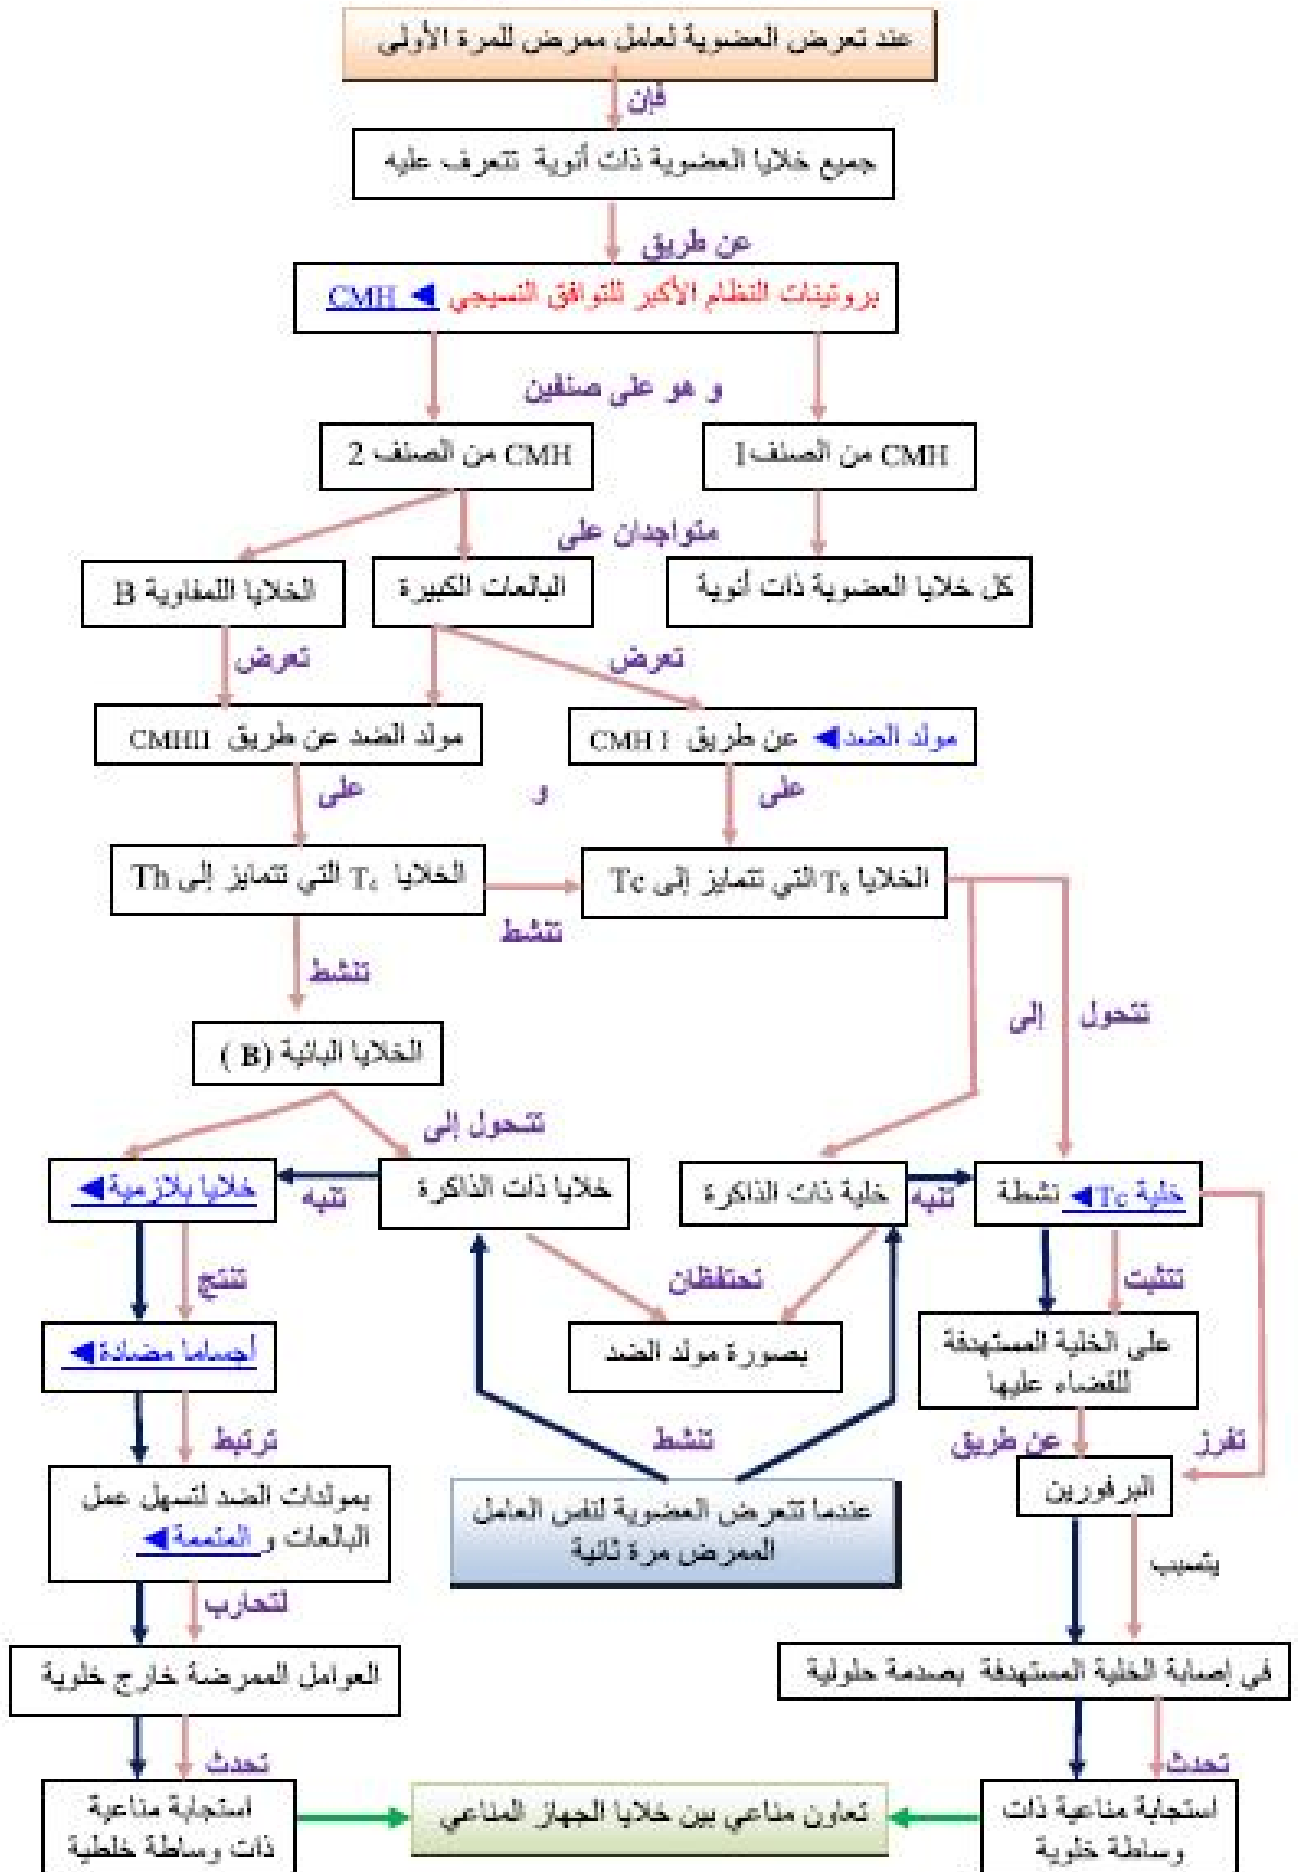 عند تعرض العضوية لعامل ممرض للمرة الأولى
فإن
جميع خلايا العضوية ذات أنوية تتعرف عليه
عن طريق
بروتينات النظام الأكبر للتوافق النسيجي ◄ CMH
و هو على صنفين
CMH من الصنف1
CMH من الصنف 2
متواجدان على
كل خلايا العضوية ذات أنوية
البالعات الكبيرة
الخلايا اللمفاوية B
تعرض
تعرض
مولد الضد◄ عن طريق CMH I
مولد الضد عن طريق CMHII
على
و
على
الخلايا T8 التي تتمايز إلى Tc
الخلايا T4 التي تتمايز إلى Th
تنشط
تنشط
تتحول
إلى
الخلايا البائية (B )
تتحول إلى
خلية Tc◄ نشطة
تنبه
خلية ذات الذاكرة
خلايا ذات الذاكرة
تنبه
خلايا بلازمية◄
تتثبت
تحتفظان
تنتج
على الخلية المستهدفة
للقضاء عليها
بصورة مولد الضد
أجساما مضادة◄
تفرز
عن طريق
تنشط
ترتبط
البرفورين
عندما تتعرض العضوية لنفس العامل
الممرض مرة ثانية
بمولدات الضد لتسهل عمل
البالعات و المتممة◄
يتسبب
لتحارب
في إصابة الخلية المستهدفة بصدمة حلولية
العوامل الممرضة خارج خلوية
تحدث
تحدث
استجابة مناعية ذات
وساطة خلوية
تعاون مناعي بين خلايا الجهاز المناعي
استجابة مناعية
ذات وساطة خلطية